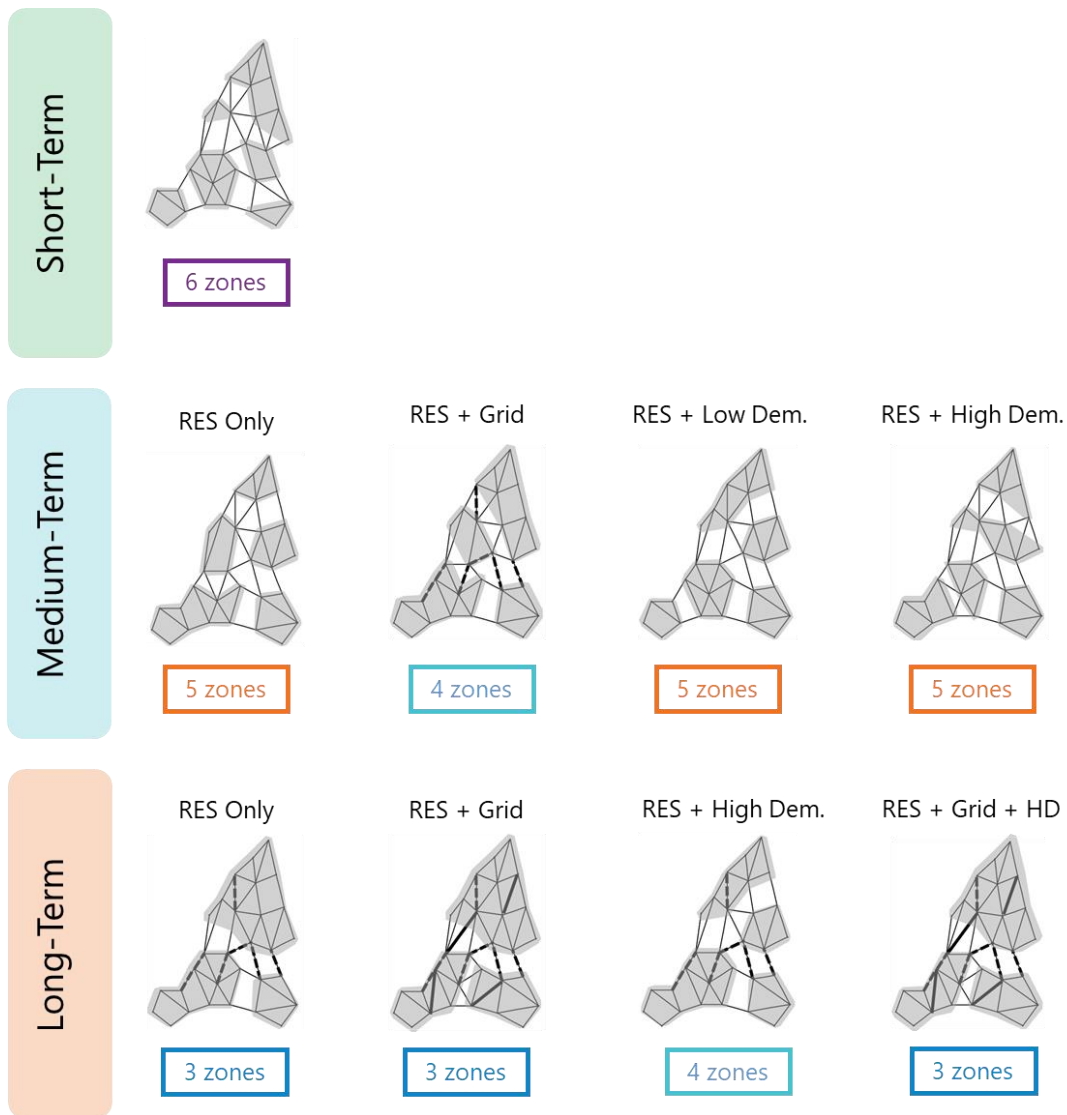 Short-Term
6 zones
Medium-Term
RES Only
RES + Grid
RES + Low Dem.
RES + High Dem.
5 zones
4 zones
5 zones
5 zones
Long-Term
RES Only
RES + Grid
RES + High Dem.
RES + Grid + HD
3 zones
3 zones
4 zones
3 zones